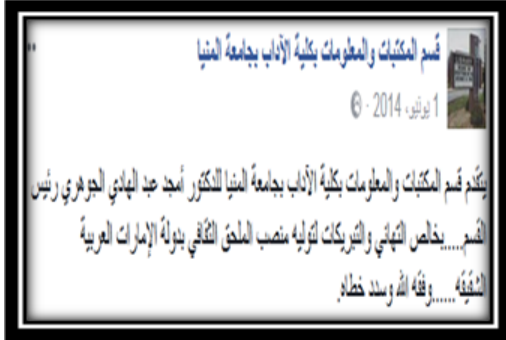 قسم المكتبات والمعلومات بكلية الآداب بجامعة المنيا
1 يونيو، 2014 ·
يتقدم قسم المكتبات والمعلومات بكلية الآداب بجامعة المنيا للدكتور أمجد عبد الهادي الجوهري رئيس
القسم.....بخالص التهاني والتبريكات لتوليه منصب الملحق الثقافي بدولة الإمارات العربية
الشقيقه......وفقه الله وسدد خطاه.